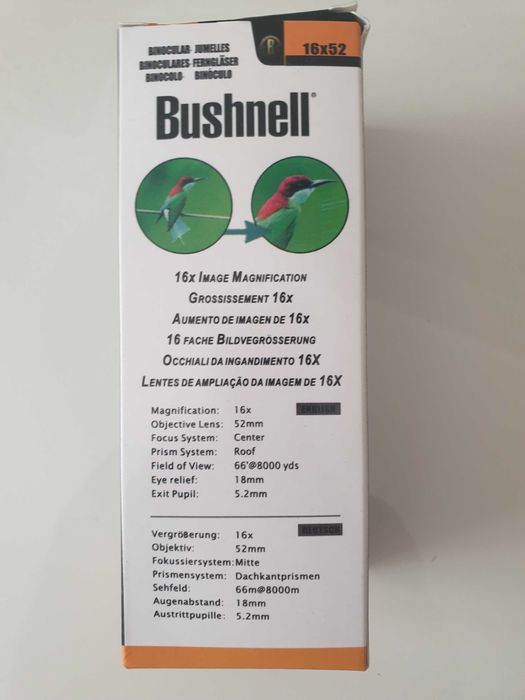 BINOCULAR· JUMELLES
BINOCULARES·FERNGLÄSER
BINOCOLO· BINÓCULO
B 16x52
Bushnell®
16x IMAGE MAGNIFICATION
GROSSISSEMENT 16x
AUMENTO DE IMAGEN DE 16x
16 FACHE BILDVEGRÖSSERUNG
OCCHIALI DA INGANDIMENTO 16X
LENTES DE AMPLIAÇÃO DA IMAGEM DE 16X
ENGLISH
Magnification: 16x
Objective Lens: 52mm
Focus System: Center
Prism System: Roof
Field of View: 66'@8000 yds
Eye relief: 18mm
Exit Pupil: 5.2mm
DEUTSCH
Vergrößerung: 16x
Objektiv: 52mm
Fokussiersystem: Mitte
Prismensystem: Dachkantprismen
Sehfeld: 66m@8000m
Augenabstand: 18mm
Austrittpupille: 5.2mm